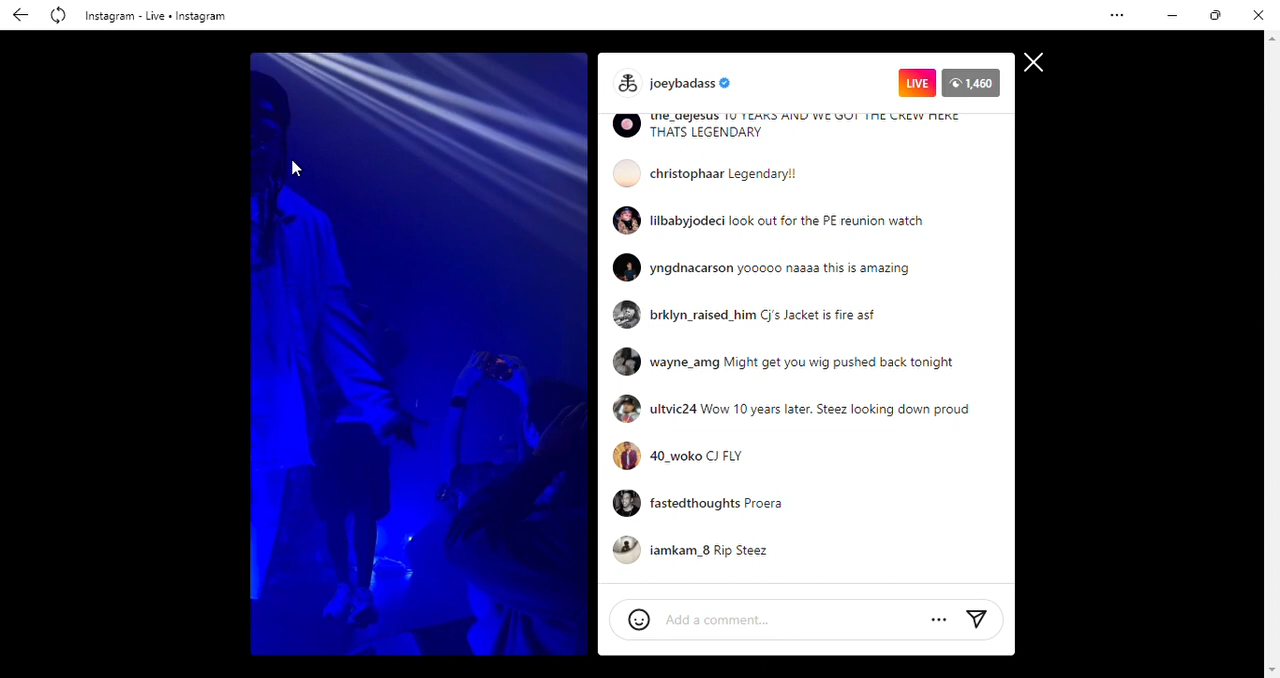 Instagram - Live • Instagram
joeybadass
LIVE
1,460
the_dejesus 10 YEARS AND WE GOT THE CREW HERE
THATS LEGENDARY
christophaar Legendary!!
lilbabyjodeci look out for the PE reunion watch
yngdnacarson yooooo naaaa this is amazing
brklyn_raised_him Cj's Jacket is fire asf
wayne_amg Might get you wig pushed back tonight
ultvic24 Wow 10 years later. Steez looking down proud
40_woko CJ FLY
fastedthoughts Proera
iamkam_8 Rip Steez
Add a comment...